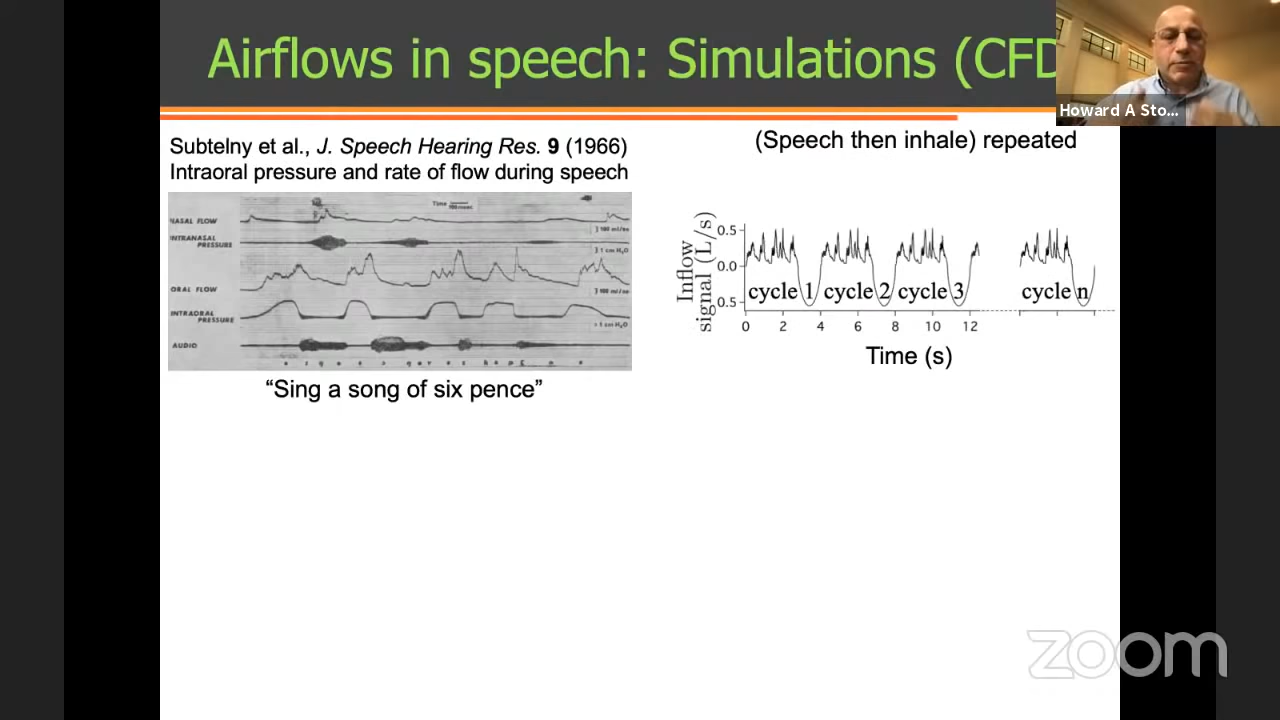 Airflows in speech: Simulations (CFD
Howard A Sto...
Subtelny et al., J. Speech Hearing Res. 9 (1966)
Intraoral pressure and rate of flow during speech
(Speech then inhale) repeated
NASAL FLOW
Time
INTRANASAL
PRESSURE
ORAL FLOW
INTRAORAL
PRESSURE
AUDIO
“Sing a song of six pence”
Inflow
signal (L/s)
0.5
0.0
0.5
cycle 1
cycle 2
cycle 3
cycle n
0 2 4 6 8 10 12
Time (s)
zoom